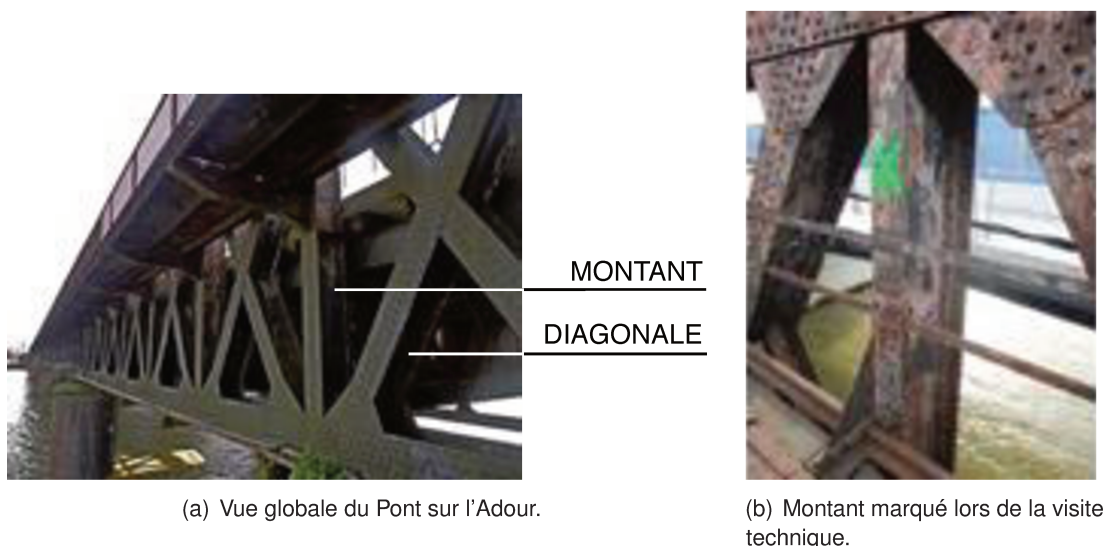 MONTANT
DIAGONALE
(a) Vue globale du Pont sur l'Adour.
(b) Montant marqué lors de la visite
technique.